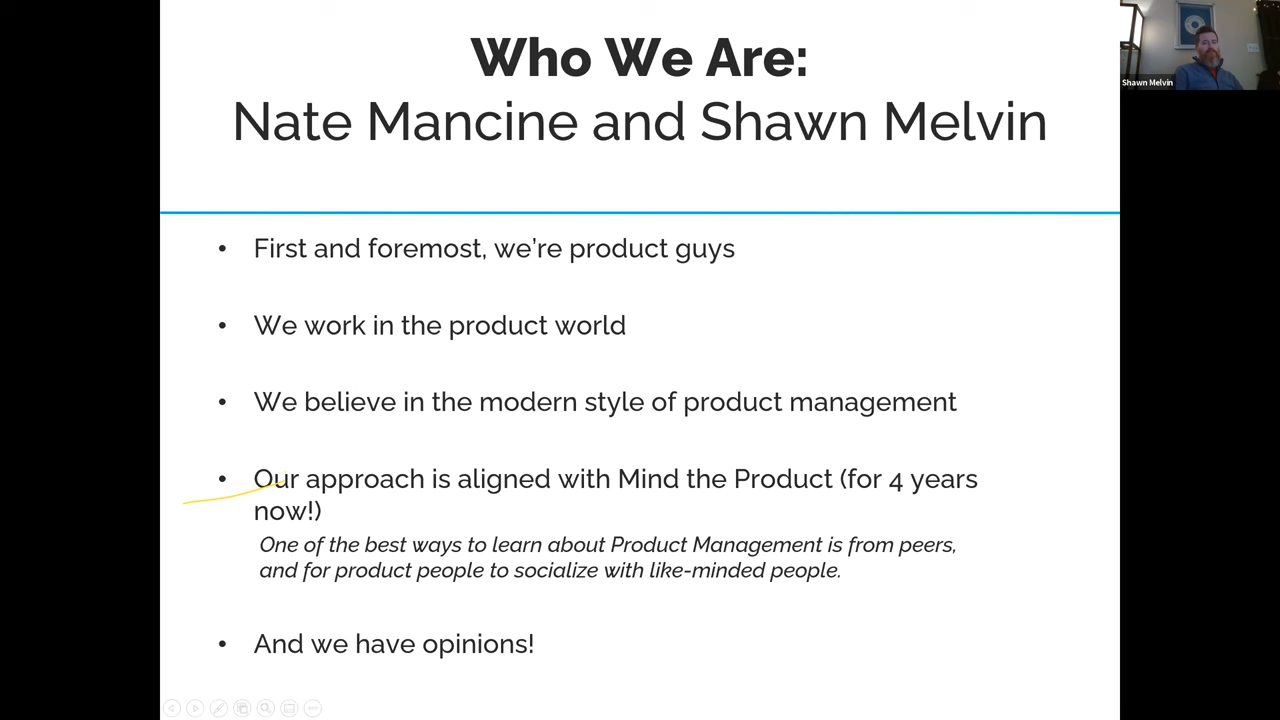 Who We Are:
Nate Mancine and Shawn Melvin
Shawn Melvin
• First and foremost, we're product guys
• We work in the product world
• We believe in the modern style of product management
• Our approach is aligned with Mind the Product (for 4 years
now!)
One of the best ways to learn about Product Management is from peers,
and for product people to socialize with like-minded people.
• And we have opinions!